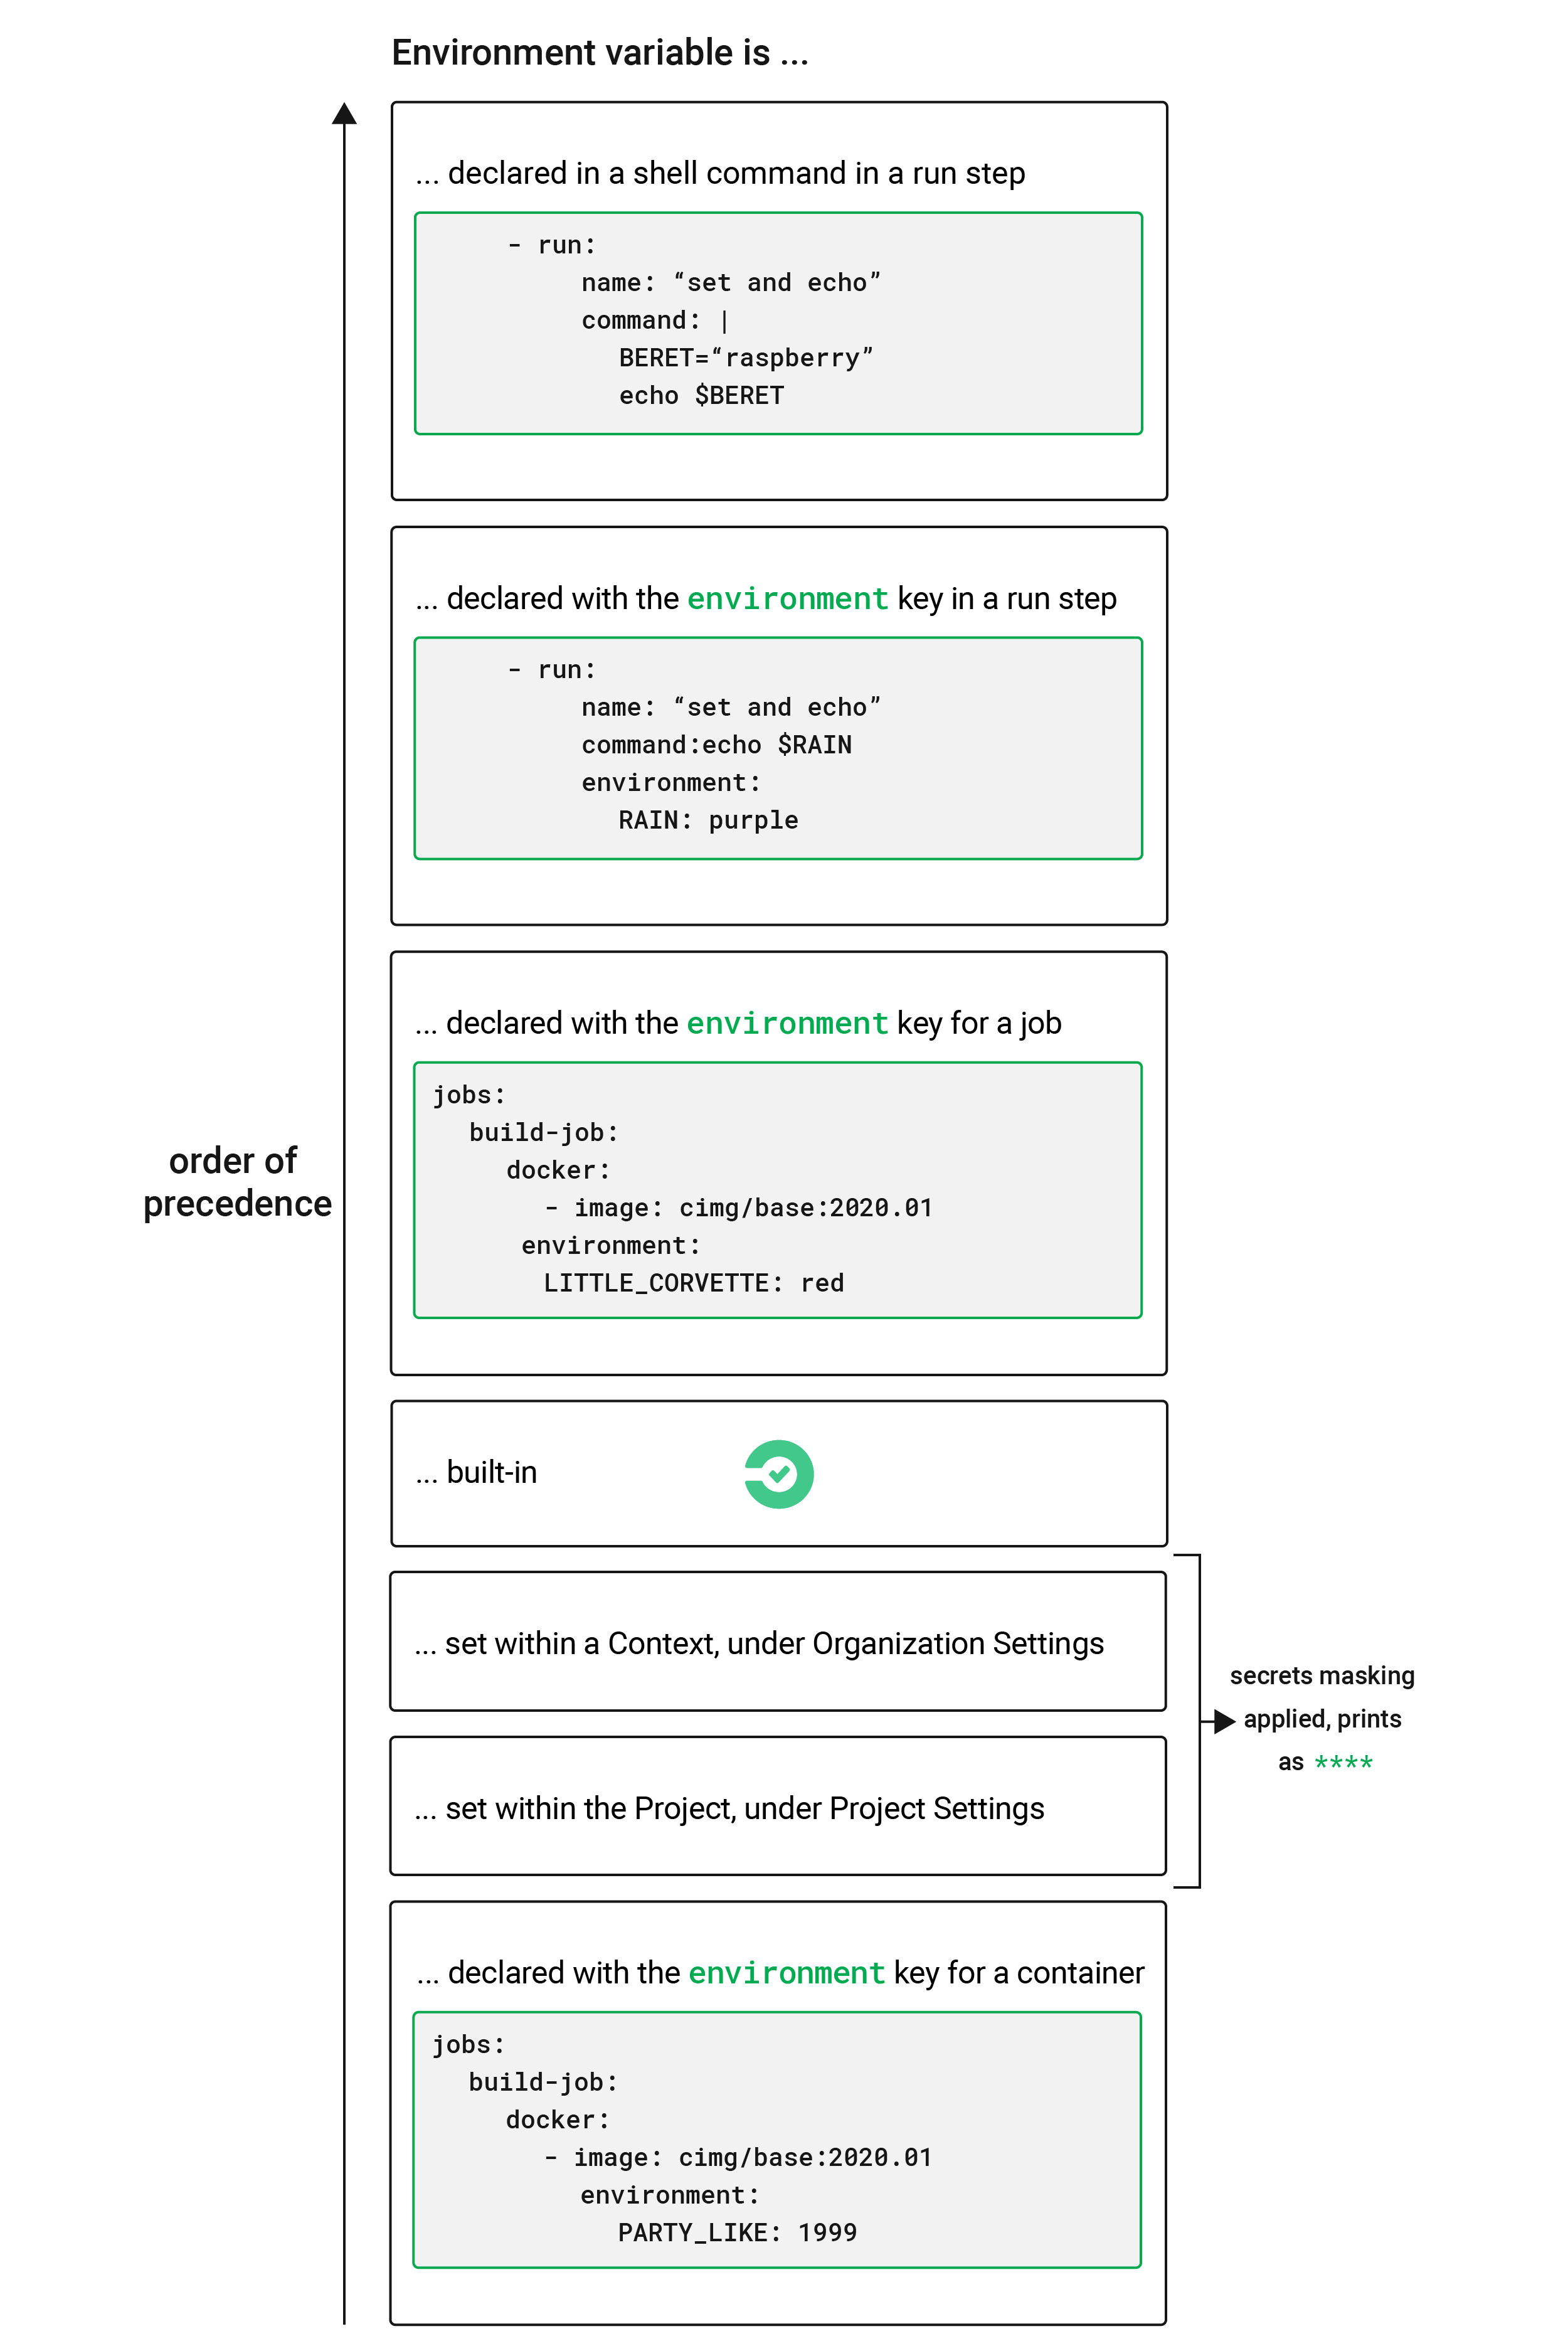 Environment variable is ...
... declared in a shell command in a run step
- run:
name: “set and echo”
command: |
BERET=“raspberry”
echo $BERET
... declared with the environment key in a run step
- run:
name: “set and echo”
command:echo $RAIN
environment:
RAIN: purple
... declared with the environment key for a job
jobs:
build-job:
docker:
- image: cimg/base:2020.01
environment:
LITTLE_CORVETTE: red
order of
precedence
... built-in
... set within a Context, under Organization Settings
... set within the Project, under Project Settings
secrets masking
applied, prints
as ****
... declared with the environment key for a container
jobs:
build-job:
docker:
- image: cimg/base:2020.01
environment:
PARTY_LIKE: 1999